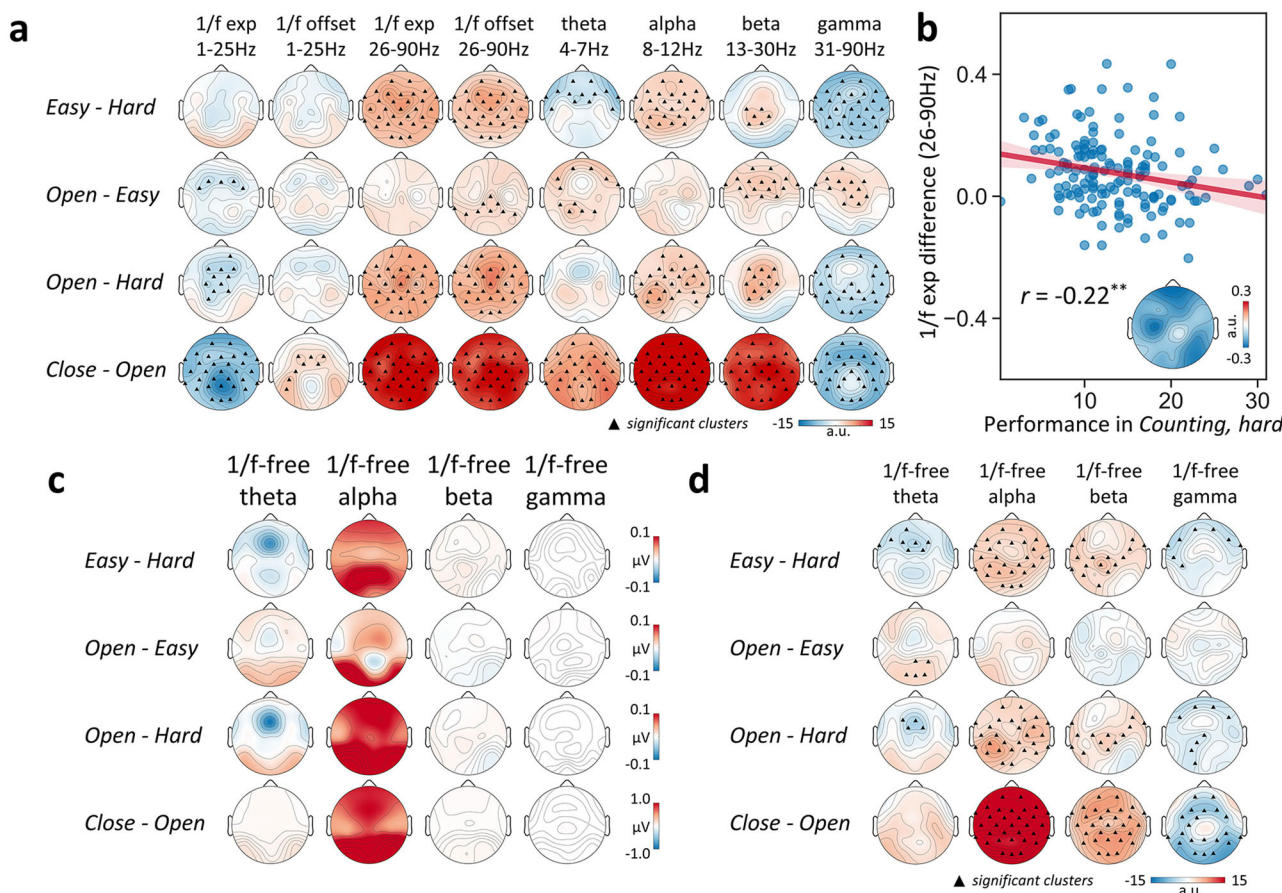 a
1/f exp 1/f offset 1/f exp 1/f offset theta alpha beta gamma
1-25Hz 1-25Hz 26-90Hz 26-90Hz 4-7Hz 8-12Hz 13-30Hz 31-90Hz
Easy - Hard
Open - Easy
Open - Hard
Close - Open
▲ significant clusters -15 15
a.u.
b
1/f exp difference (26-90Hz)
0.4
0.0
-0.4
r = -0.22**
0.3
a.u.
-0.3
10 20 30
Performance in Counting, hard
c
1/f-free 1/f-free 1/f-free 1/f-free
theta alpha beta gamma
Easy - Hard
0.1
μV
-0.1
Open - Easy
0.1
μV
-0.1
Open - Hard
0.1
μV
-0.1
Close - Open
1.0
μV
-1.0
d
1/f-free 1/f-free 1/f-free 1/f-free
theta alpha beta gamma
Easy - Hard
Open - Easy
Open - Hard
Close - Open
▲ significant clusters -15 15
a.u.